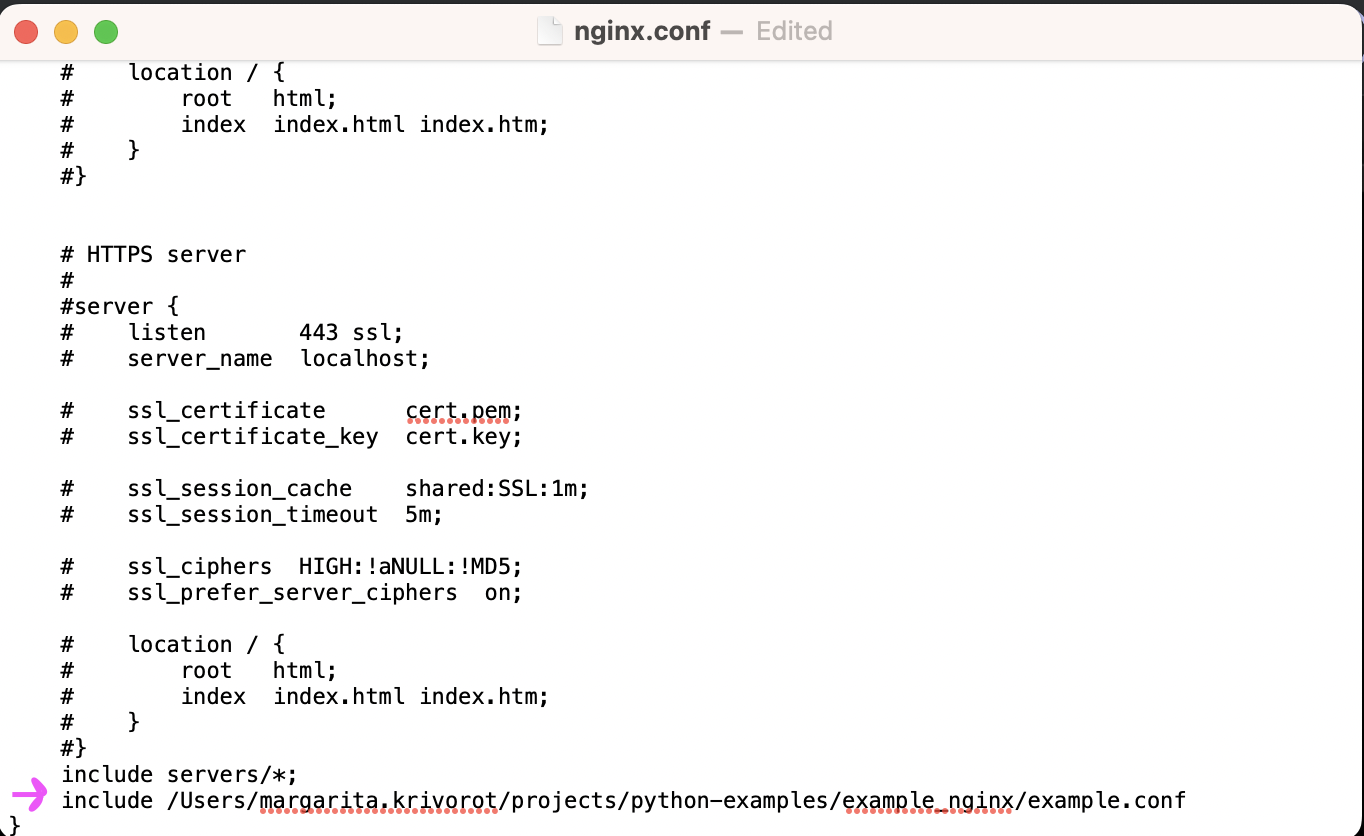 nginx.conf — Edited
#    location / {
#        root   html;
#        index  index.html index.htm;
#    }
#}
# HTTPS server
#
#server {
#    listen       443 ssl;
#    server_name  localhost;
#    ssl_certificate      cert.pem;
#    ssl_certificate_key  cert.key;
#    ssl_session_cache    shared:SSL:1m;
#    ssl_session_timeout  5m;
#    ssl_ciphers  HIGH:!aNULL:!MD5;
#    ssl_prefer_server_ciphers  on;
#    location / {
#        root   html;
#        index  index.html index.htm;
#    }
#}
include servers/*;
include /Users/margarita.krivorot/projects/python-examples/example_nginx/example.conf
}